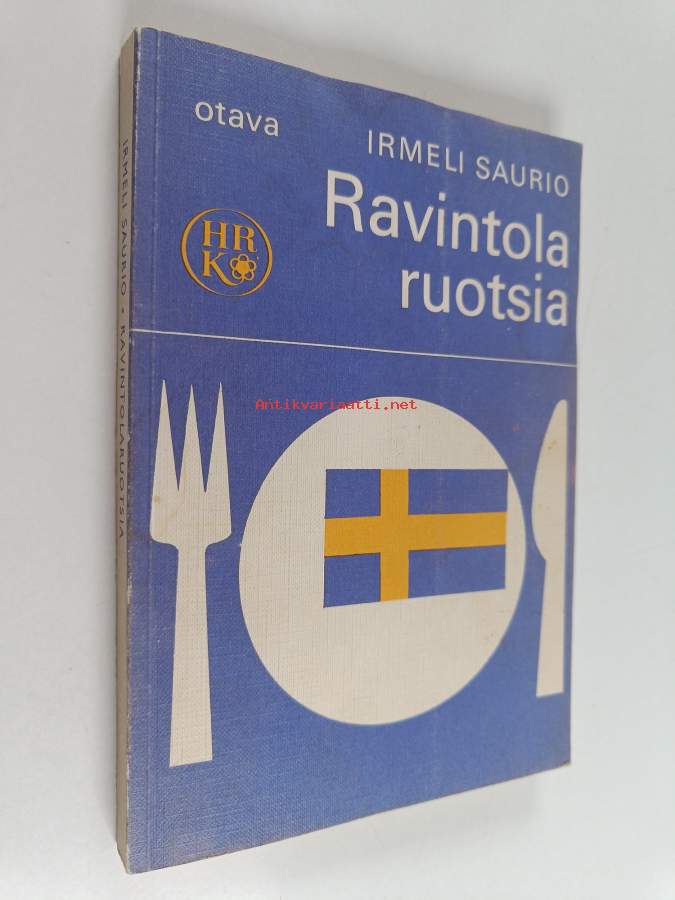 otava
IRMELI SAURIO
Ravintola
ruotsia
HR
K
Antikvariaatti.net
IRMELI SAURIO • RAVINTOLARUOTSIA